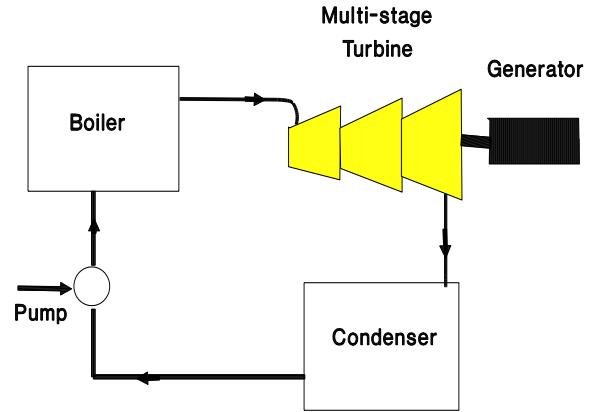 Multi-stage
Turbine
Generator
Boiler
Pump
Condenser